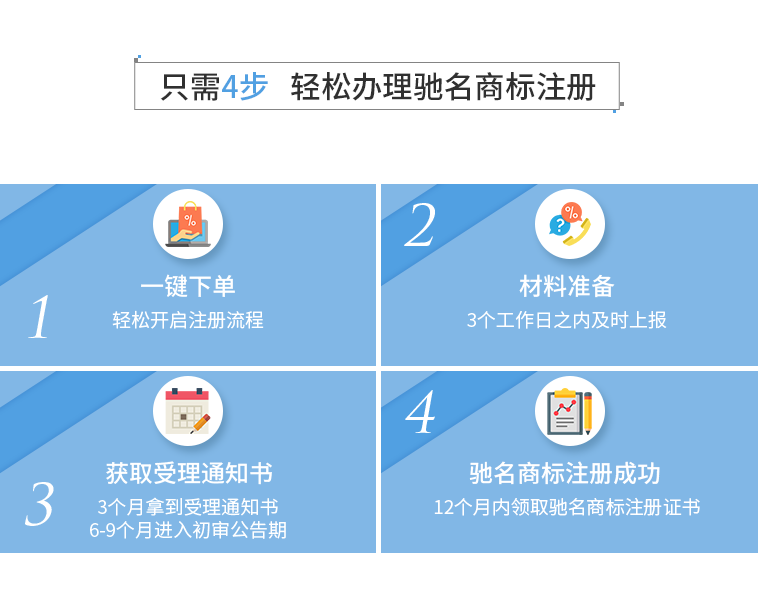 只需4步 轻松办理驰名商标注册
1
一键下单
轻松开启注册流程
2
材料准备
3个工作日之内及时上报
3
获取受理通知书
3个月拿到受理通知书
6-9个月进入初审公告期
4
驰名商标注册成功
12个月内领取驰名商标注册证书